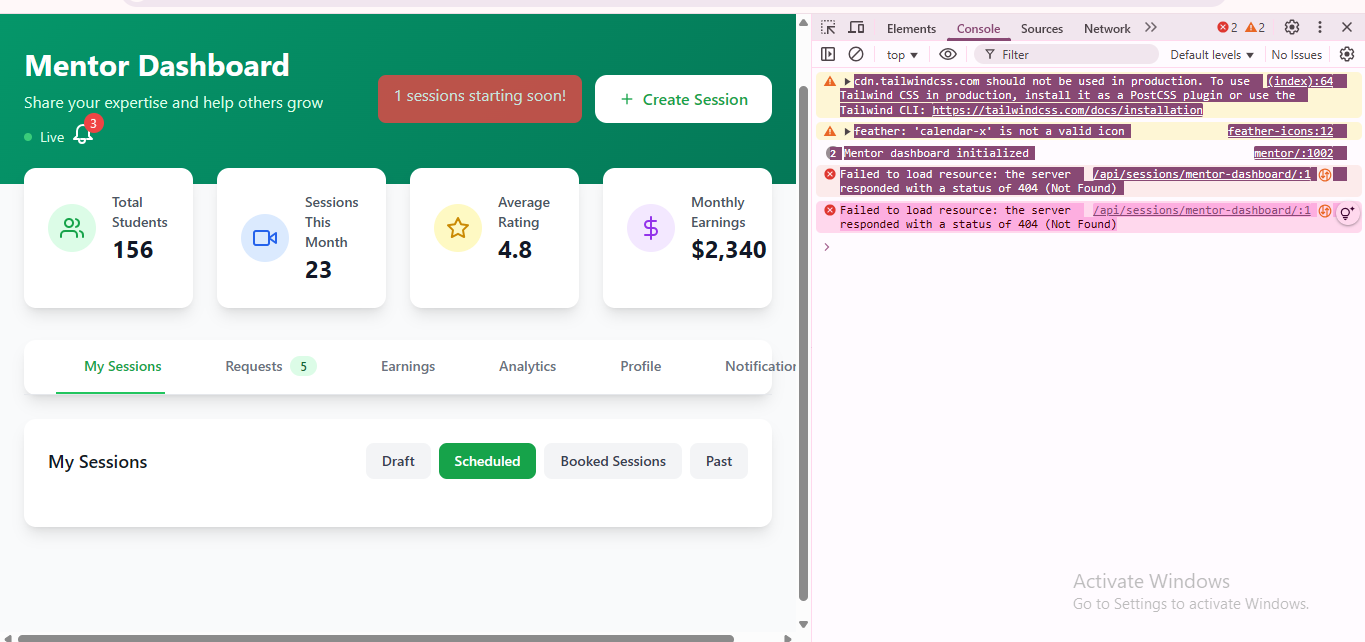 Mentor Dashboard
Share your expertise and help others grow
Live
3
1 sessions starting soon!
+ Create Session
Total
Students
156
Sessions
This
Month
23
Average
Rating
4.8
Monthly
Earnings
$2,340
My Sessions
Requests 5
Earnings
Analytics
Profile
Notification
My Sessions
Draft
Scheduled
Booked Sessions
Past
Elements
Console
Sources
Network
2
2
top
Filter
Default levels
No Issues
cdn.tailwindcss.com should not be used in production. To use (index):64
Tailwind CSS in production, install it as a PostCSS plugin or use the
Tailwind CLI: https://tailwindcss.com/docs/installation
feather: 'calendar-x' is not a valid icon feather-icons:12
2 Mentor dashboard initialized mentor/:1002
Failed to load resource: the server /api/sessions/mentor-dashboard/:1
responded with a status of 404 (Not Found)
Failed to load resource: the server /api/sessions/mentor-dashboard/:1
responded with a status of 404 (Not Found)
Activate Windows
Go to Settings to activate Windows.